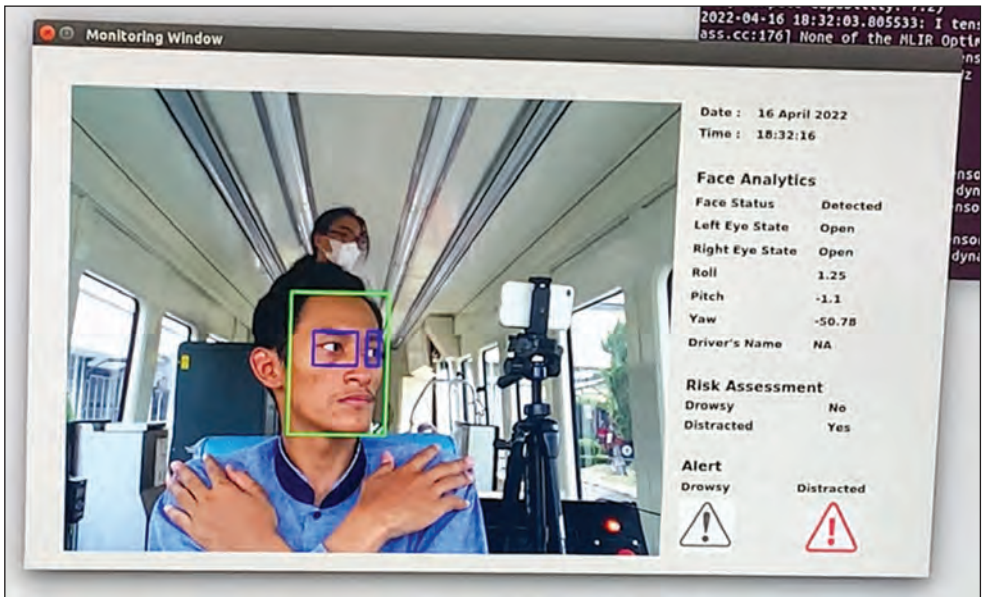 Monitoring Window
2022-04-16 18:32:03.805533: I tens
ass.cc:176] None of the MLIR Optim
Date : 16 April 2022
Time : 18:32:16
Face Analytics
Face Status Detected
Left Eye State Open
Right Eye State Open
Roll 1.25
Pitch -1.1
Yaw -50.78
Driver's Name NA
Risk Assessment
Drowsy No
Distracted Yes
Alert
Drowsy Distracted